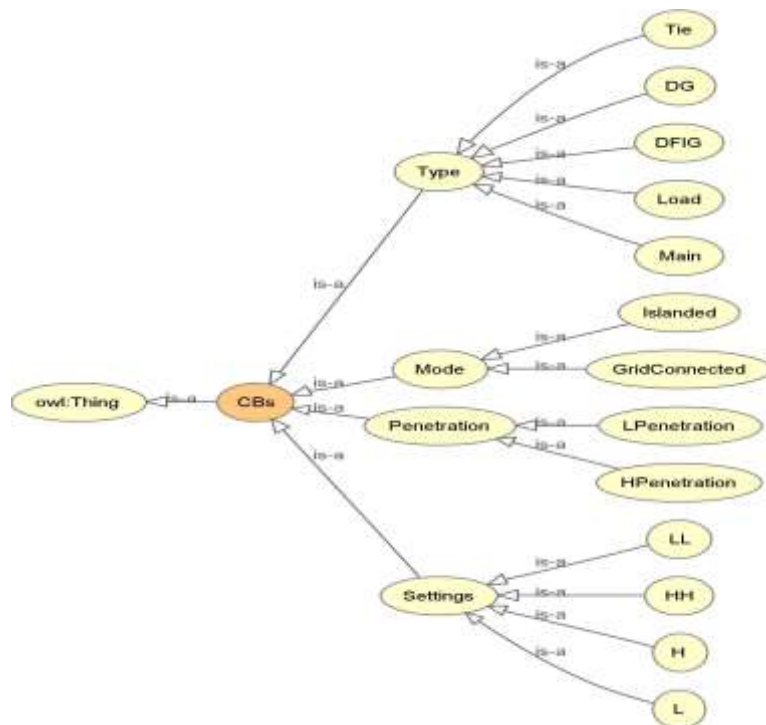 Tie
is-a
DG
is-a
DFIG
is-a
Type
is-a
Load
is-a
Main
is-a
Islanded
is-a
Mode
is-a
GridConnected
is-a
owl:Thing
is-a
CBs
is-a
Penetration
is-a
LPenetration
is-a
HPenetration
is-a
LL
is-a
Settings
is-a
HH
is-a
H
is-a
L